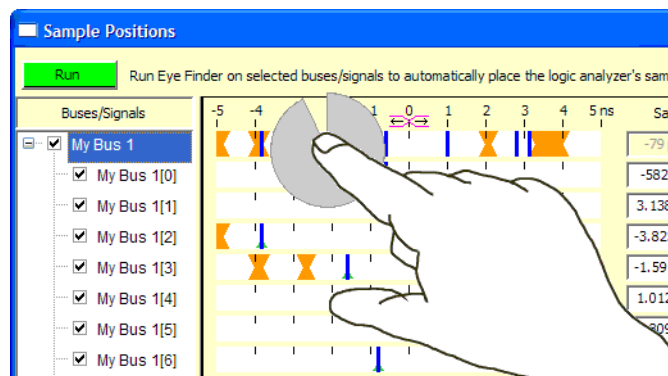 Sample Positions
Run Run Eye Finder on selected buses/signals to automatically place the logic analyzer's sam
Buses/Signals -5 -4 1 0 1 2 3 4 5 ns Sa
My Bus 1 -79
My Bus 1[0] -582
My Bus 1[1] 3.138
My Bus 1[2] -3.82
My Bus 1[3] -1.59
My Bus 1[4] 1.012
My Bus 1[5] 309
My Bus 1[6]